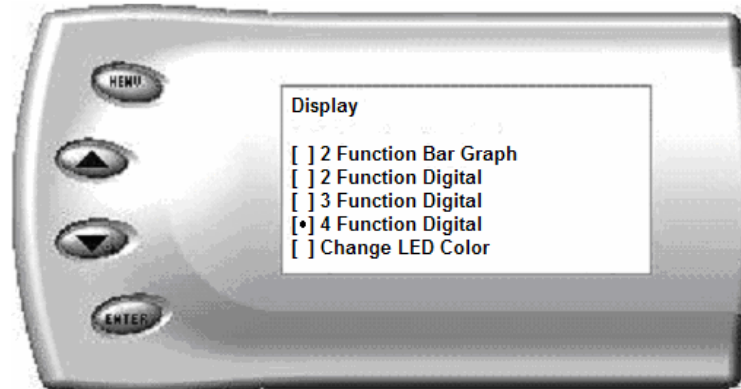 MENU
Display
[ ] 2 Function Bar Graph
[ ] 2 Function Digital
[ ] 3 Function Digital
[•] 4 Function Digital
[ ] Change LED Color
ENTER